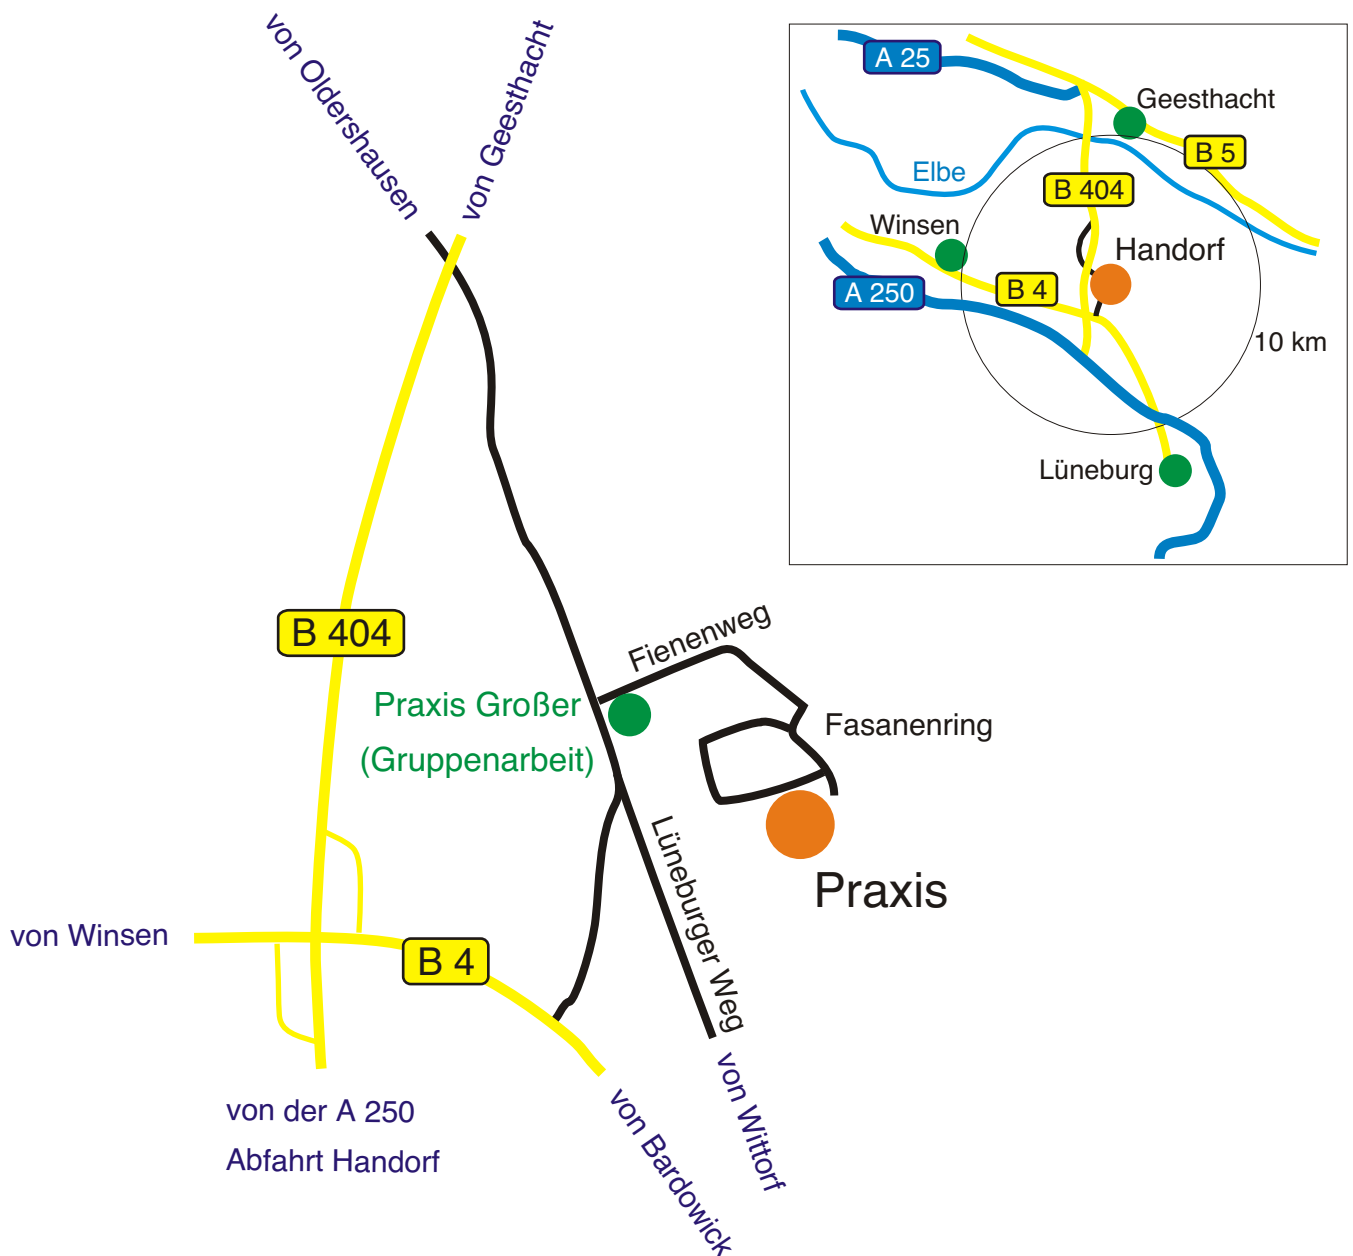 von Oldershausen
von Geesthacht
A 25
Geesthacht
B 5
Elbe
B 404
Winsen
Handorf
A 250
B 4
10 km
Lüneburg
B 404
Fienenweg
Praxis Großer
(Gruppenarbeit)
Fasanenring
Lüneburger Weg
Praxis
von Winsen
B 4
von der A 250
Abfahrt Handorf
von Bardowick
von Wittorf